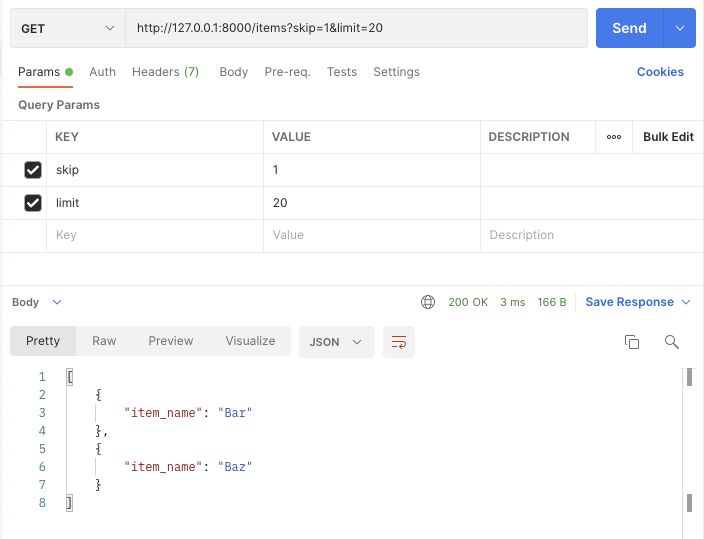 GET http://127.0.0.1:8000/items?skip=1&limit=20 Send
Params Auth Headers (7) Body Pre-req. Tests Settings Cookies
Query Params
KEY VALUE DESCRIPTION ooo Bulk Edit
skip 1
limit 20
Key Value Description
Body 200 OK 3 ms 166 B Save Response
Pretty Raw Preview Visualize JSON
1 [
2 {
3 "item_name": "Bar"
4 },
5 {
6 "item_name": "Baz"
7 }
8 ]